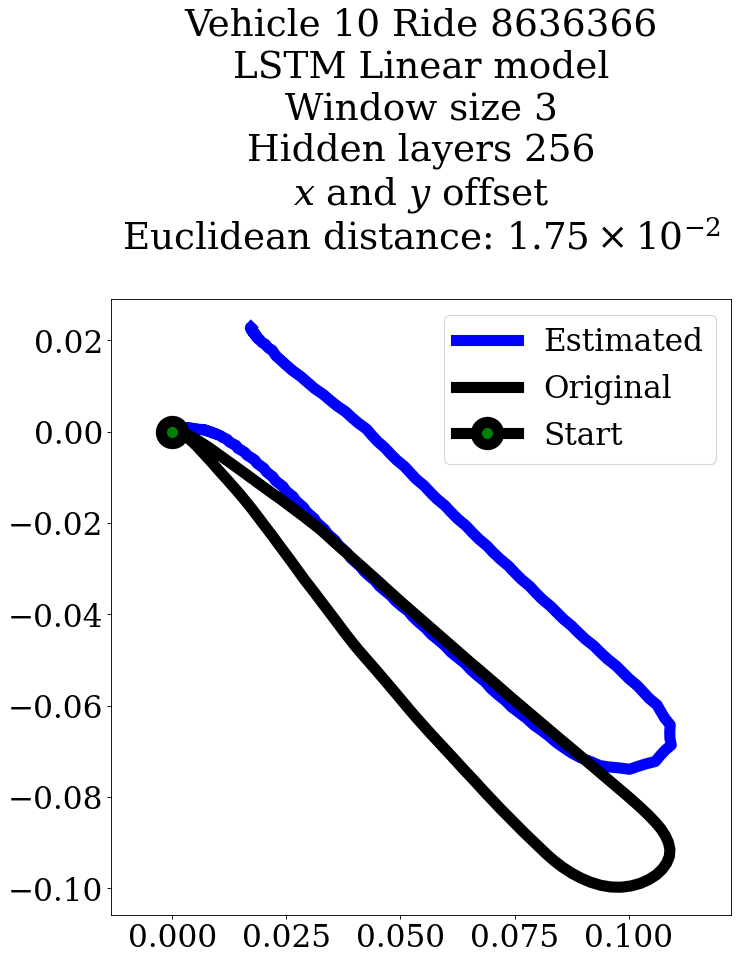 Vehicle 10 Ride 8636366
LSTM Linear model
Window size 3
Hidden layers 256
x and y offset
Euclidean distance: 1.75 × 10⁻²
Estimated
Original
Start
0.02
0.00
−0.02
−0.04
−0.06
−0.08
−0.10
0.000 0.025 0.050 0.075 0.100